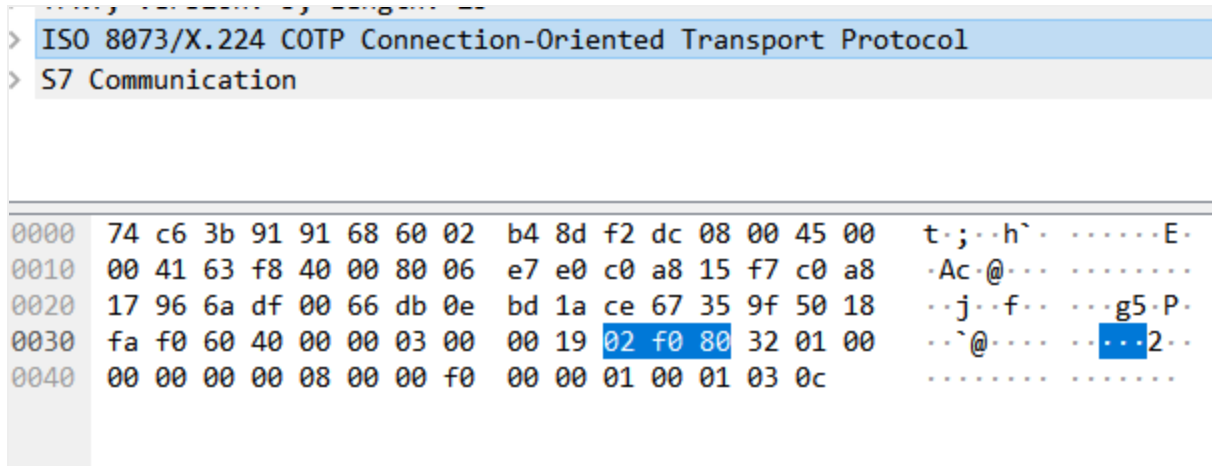 > ISO 8073/X.224 COTP Connection-Oriented Transport Protocol
> S7 Communication
0000 74 c6 3b 91 91 68 60 02 b4 8d f2 dc 08 00 45 00 t·;··h`· ······E·
0010 00 41 63 f8 40 00 80 06 e7 e0 c0 a8 15 f7 c0 a8 ·Ac·@··· ········
0020 17 96 6a df 00 66 db 0e bd 1a ce 67 35 9f 50 18 ··j··f·· ···g5·P·
0030 fa f0 60 40 00 00 03 00 00 19 02 f0 80 32 01 00 ··`@···· ·····2··
0040 00 00 00 00 08 00 00 f0 00 00 01 00 01 03 0c ········ ·······